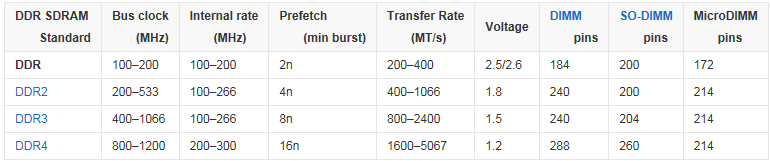 DDR SDRAM Standard Bus clock (MHz) Internal rate (MHz) Prefetch (min burst) Transfer Rate (MT/s) Voltage DIMM pins SO-DIMM pins MicroDIMM pins
DDR 100–200 100–200 2n 200–400 2.5/2.6 184 200 172
DDR2 200–533 100–266 4n 400–1066 1.8 240 200 214
DDR3 400–1066 100–266 8n 800–2400 1.5 240 204 214
DDR4 800–1200 200–300 16n 1600–5067 1.2 288 260 214